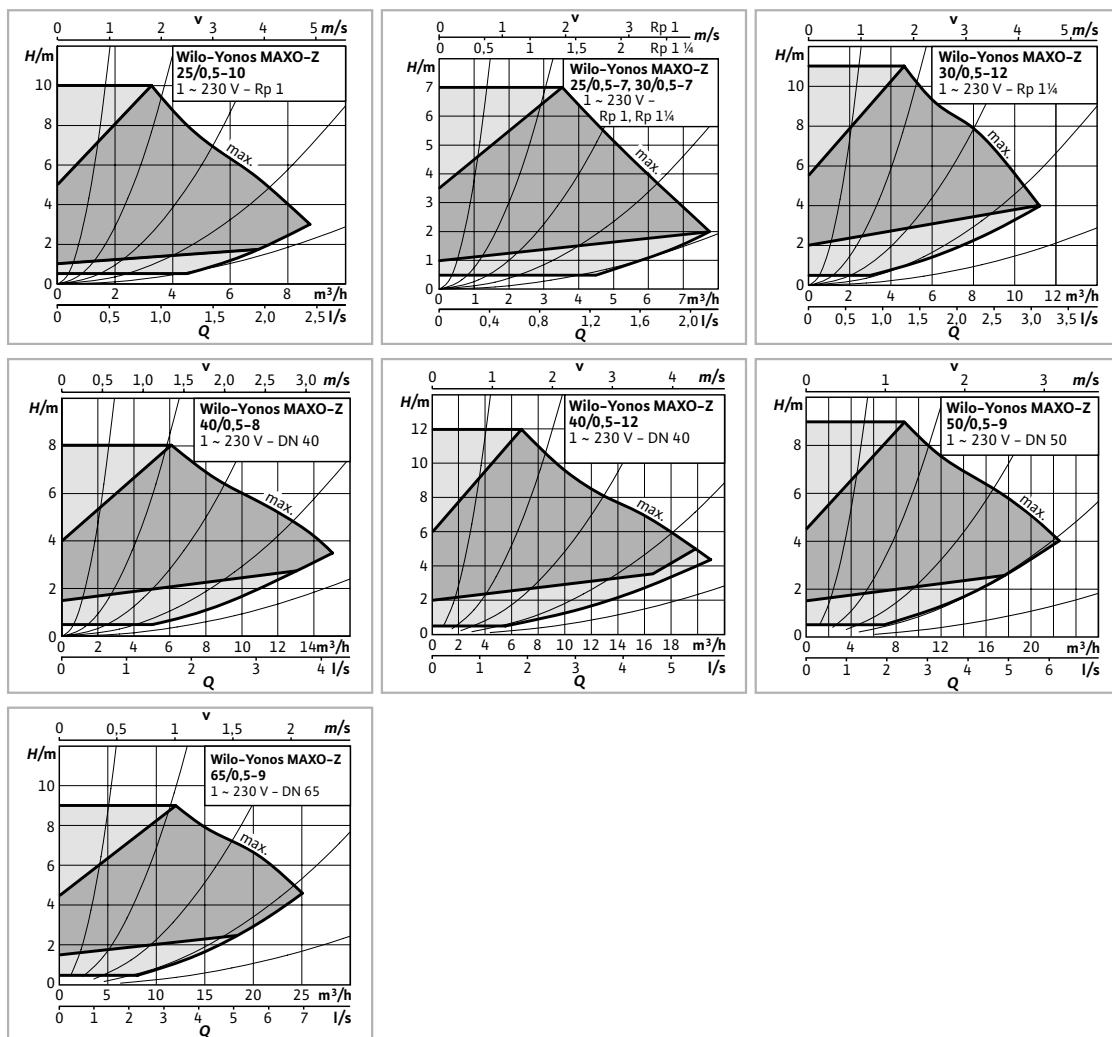 v
0 1 2 3 4 5 m/s
H/m
Wilo-Yonos MAXO-Z
25/0,5-10
1 ~ 230 V – Rp 1
10
8
max.
6
4
2
0
0 2 4 6 8 m³/h
0 0,5 1,0 1,5 2,0 2,5 l/s
Q
v
0 1 2 3 Rp 1
m/s
0 0,5 1 1,5 2 Rp 1 ¼
H/m
Wilo-Yonos MAXO-Z
25/0,5-7, 30/0,5-7
1 ~ 230 V –
Rp 1, Rp 1¼
7
6
5
max.
4
3
2
1
0
0 1 2 3 4 5 6 7 m³/h
0 0,4 0,8 1,2 1,6 2,0 l/s
Q
v
0 1 2 3 4 5 m/s
H/m
Wilo-Yonos MAXO-Z
30/0,5-12
1 ~ 230 V – Rp 1¼
10
8
max.
6
4
2
0
0 2 4 6 8 10 12 m³/h
0 0,5 1,0 1,5 2,0 2,5 3,0 3,5 l/s
Q
v
0 0,5 1,0 1,5 2,0 2,5 3,0 m/s
H/m
Wilo-Yonos MAXO-Z
40/0,5-8
1 ~ 230 V – DN 40
8
6
max.
4
2
0
0 2 4 6 8 10 12 14 m³/h
0 1 2 3 4 l/s
Q
v
0 1 2 3 4 m/s
H/m
Wilo-Yonos MAXO-Z
40/0,5-12
1 ~ 230 V – DN 40
12
10
8
max.
6
4
2
0
0 2 4 6 8 10 12 14 16 18 m³/h
0 1 2 3 4 5 l/s
Q
v
0 1 2 3 m/s
H/m
Wilo-Yonos MAXO-Z
50/0,5-9
1 ~ 230 V – DN 50
8
6
max.
4
2
0
0 4 8 12 16 20 m³/h
0 1 2 3 4 5 6 l/s
Q
v
0 0,5 1 1,5 2 m/s
H/m
Wilo-Yonos MAXO-Z
65/0,5-9
1 ~ 230 V – DN 65
10
8
max.
6
4
2
0
0 5 10 15 20 25 m³/h
0 1 2 3 4 5 6 7 l/s
Q